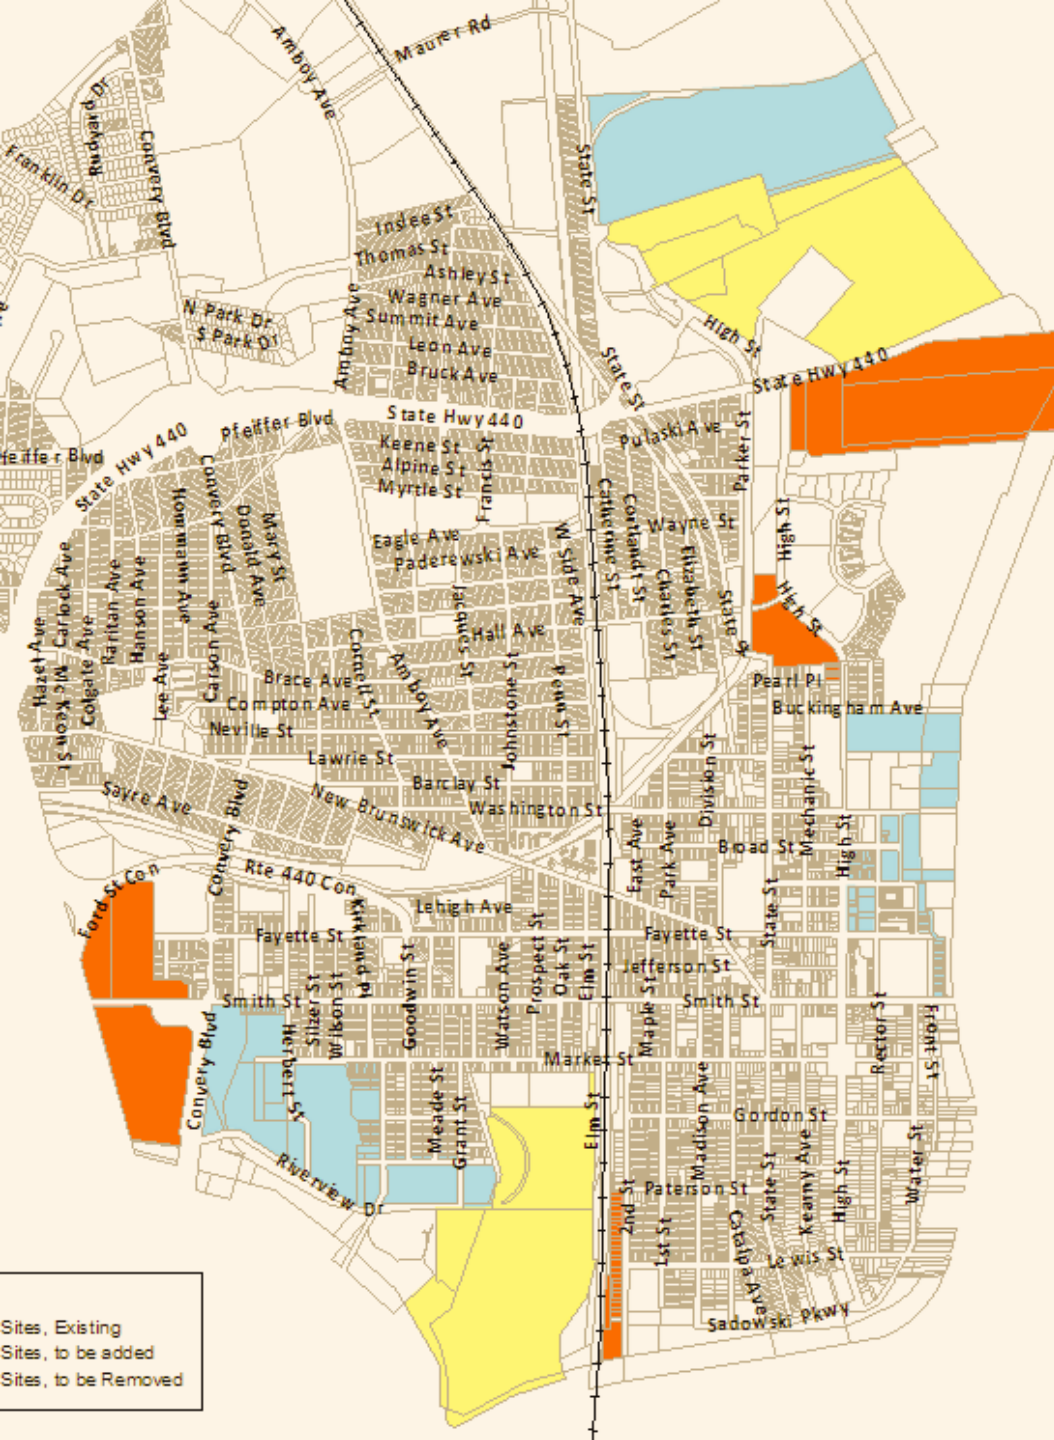 Maurer Rd
Amboy Ave
Rudyard Dr
Franklin Dr
Convery Blvd
State St
Inslee St
Thomas St
Ashley St
Wagner Ave
Summit Ave
Leon Ave
Bruck Ave
Amboy Ave
N Park Dr
S Park Dr
High St
State St
State Hwy 440
State Hwy 440
Pfeiffer Blvd
feiffer Blvd
State Hwy 440
Keene St
Alpine St
Myrtle St
Francis St
Pulaski Ave
Parker St
Eagle Ave
Paderewski Ave
W Side Ave
Catherine St
Cortlandt St
Wayne St
Elizabeth St
Charles St
State St
High St
High St
Convery Blvd
Homann Ave
Donald Ave
Mary St
Carlock Ave
Raritan Ave
Hanson Ave
Carson Ave
Hazel Ave
Mc Keon St
Colgate Ave
Lee Ave
Jacques St
Hall Ave
Cornell St
Amboy Ave
Johnstone St
Penn St
Brace Ave
Compton Ave
Neville St
Lawrie St
Barclay St
Washington St
Pearl Pl
Buckingham Ave
Division St
Mechanic St
Sayre Ave
Convery Blvd
New Brunswick Ave
East Ave
Park Ave
Broad St
High St
Ford St Con
Rte 440 Con
Lehigh Ave
Kirkland Pl
Fayette St
Fayette St
State St
Jefferson St
Goodwin St
Watson Ave
Prospect St
Oak St
Elm St
Smith St
Smith St
Silzer St
Wilson St
Maple St
Rector St
Front St
Convery Blvd
Herbert St
Market St
Meade St
Grant St
Elm St
Madison Ave
Gordon St
State St
Kearny Ave
High St
Water St
Riverview Dr
Paterson St
2nd St
1st St
Catalpa Ave
Lewis St
Sadowski Pkwy
Sites, Existing
Sites, to be added
Sites, to be Removed